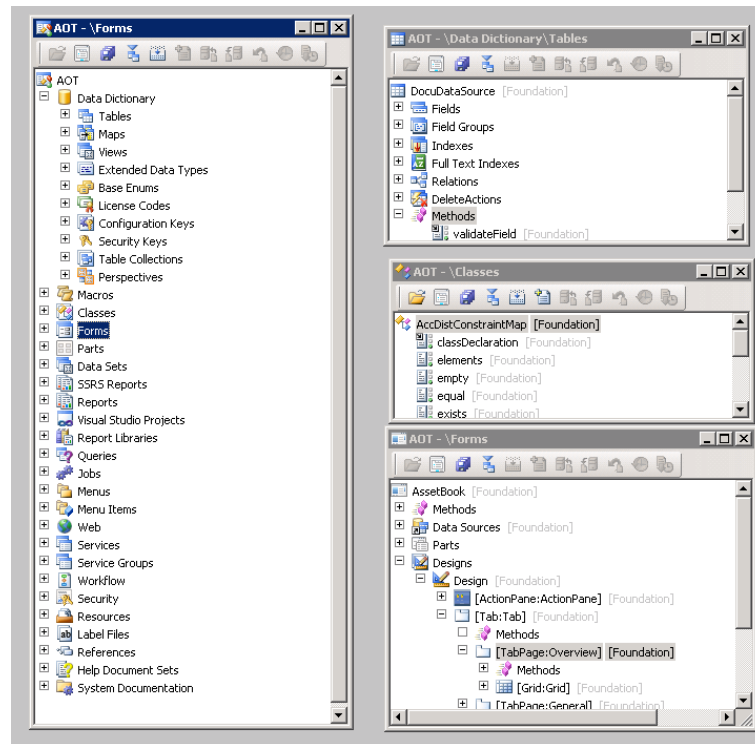 AOT - \Forms
AOT
Data Dictionary
Tables
Maps
Views
Extended Data Types
Base Enums
License Codes
Configuration Keys
Security Keys
Table Collections
Perspectives
Macros
Classes
Forms
Parts
Data Sets
SSRS Reports
Reports
Visual Studio Projects
Report Libraries
Queries
Jobs
Menus
Menu Items
Web
Services
Service Groups
Workflow
Security
Resources
Label Files
References
Help Document Sets
System Documentation
AOT - \Data Dictionary\Tables
DocuDataSource [Foundation]
Fields
Field Groups
Indexes
Full Text Indexes
Relations
DeleteActions
Methods
validateField [Foundation]
AOT - \Classes
AccDistConstraintMap [Foundation]
classDeclaration [Foundation]
elements [Foundation]
empty [Foundation]
equal [Foundation]
exists [Foundation]
AOT - \Forms
AssetBook [Foundation]
Methods
Data Sources [Foundation]
Parts
Designs
Design [Foundation]
[ActionPane:ActionPane] [Foundation]
[Tab:Tab] [Foundation]
Methods
[TabPage:Overview] [Foundation]
Methods
[Grid:Grid] [Foundation]
[TabPage:General] [Foundation]